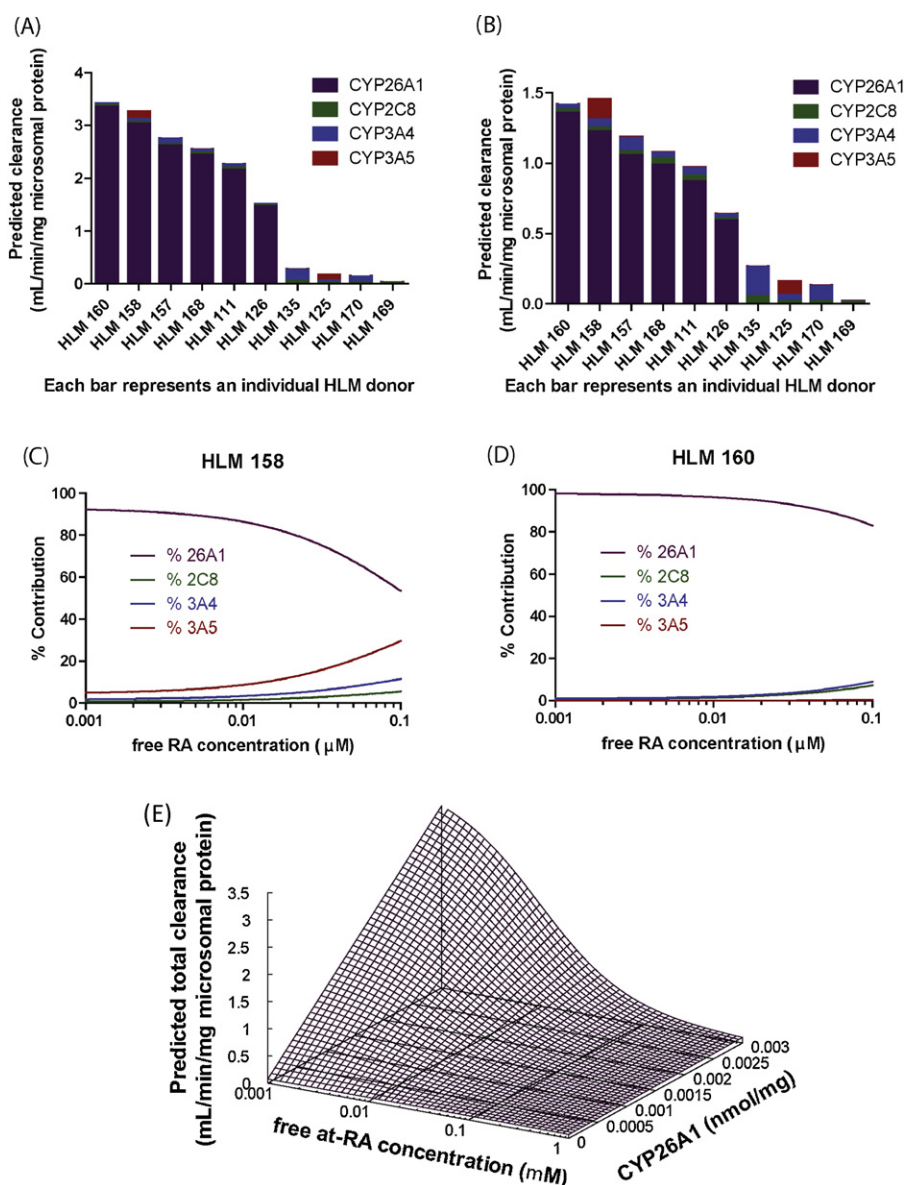 (A)
Predicted clearance
(mL/min/mg microsomal protein)
4
3
2
1
0
CYP26A1
CYP2C8
CYP3A4
CYP3A5
HLM 160
HLM 158
HLM 157
HLM 168
HLM 111
HLM 126
HLM 135
HLM 125
HLM 170
HLM 169
Each bar represents an individual HLM donor
(B)
Predicted clearance
(mL/min/mg microsomal protein)
1.5
1.0
0.5
0.0
CYP26A1
CYP2C8
CYP3A4
CYP3A5
HLM 160
HLM 158
HLM 157
HLM 168
HLM 111
HLM 126
HLM 135
HLM 125
HLM 170
HLM 169
Each bar represents an individual HLM donor
(C)
HLM 158
% Contribution
100
80
60
40
20
0
% 26A1
% 2C8
% 3A4
% 3A5
0.001
0.01
0.1
free RA concentration ( µM)
(D)
HLM 160
% Contribution
100
80
60
40
20
0
% 26A1
% 2C8
% 3A4
% 3A5
0.001
0.01
0.1
free RA concentration ( µM)
(E)
Predicted total clearance
(mL/min/mg microsomal protein)
3.5
3
2.5
2
1.5
1
0.5
0
0.001
0.01
0.1
1
free at-RA concentration (mM)
0
0.0005
0.001
0.0015
0.002
0.0025
0.003
CYP26A1 (nmol/mg)